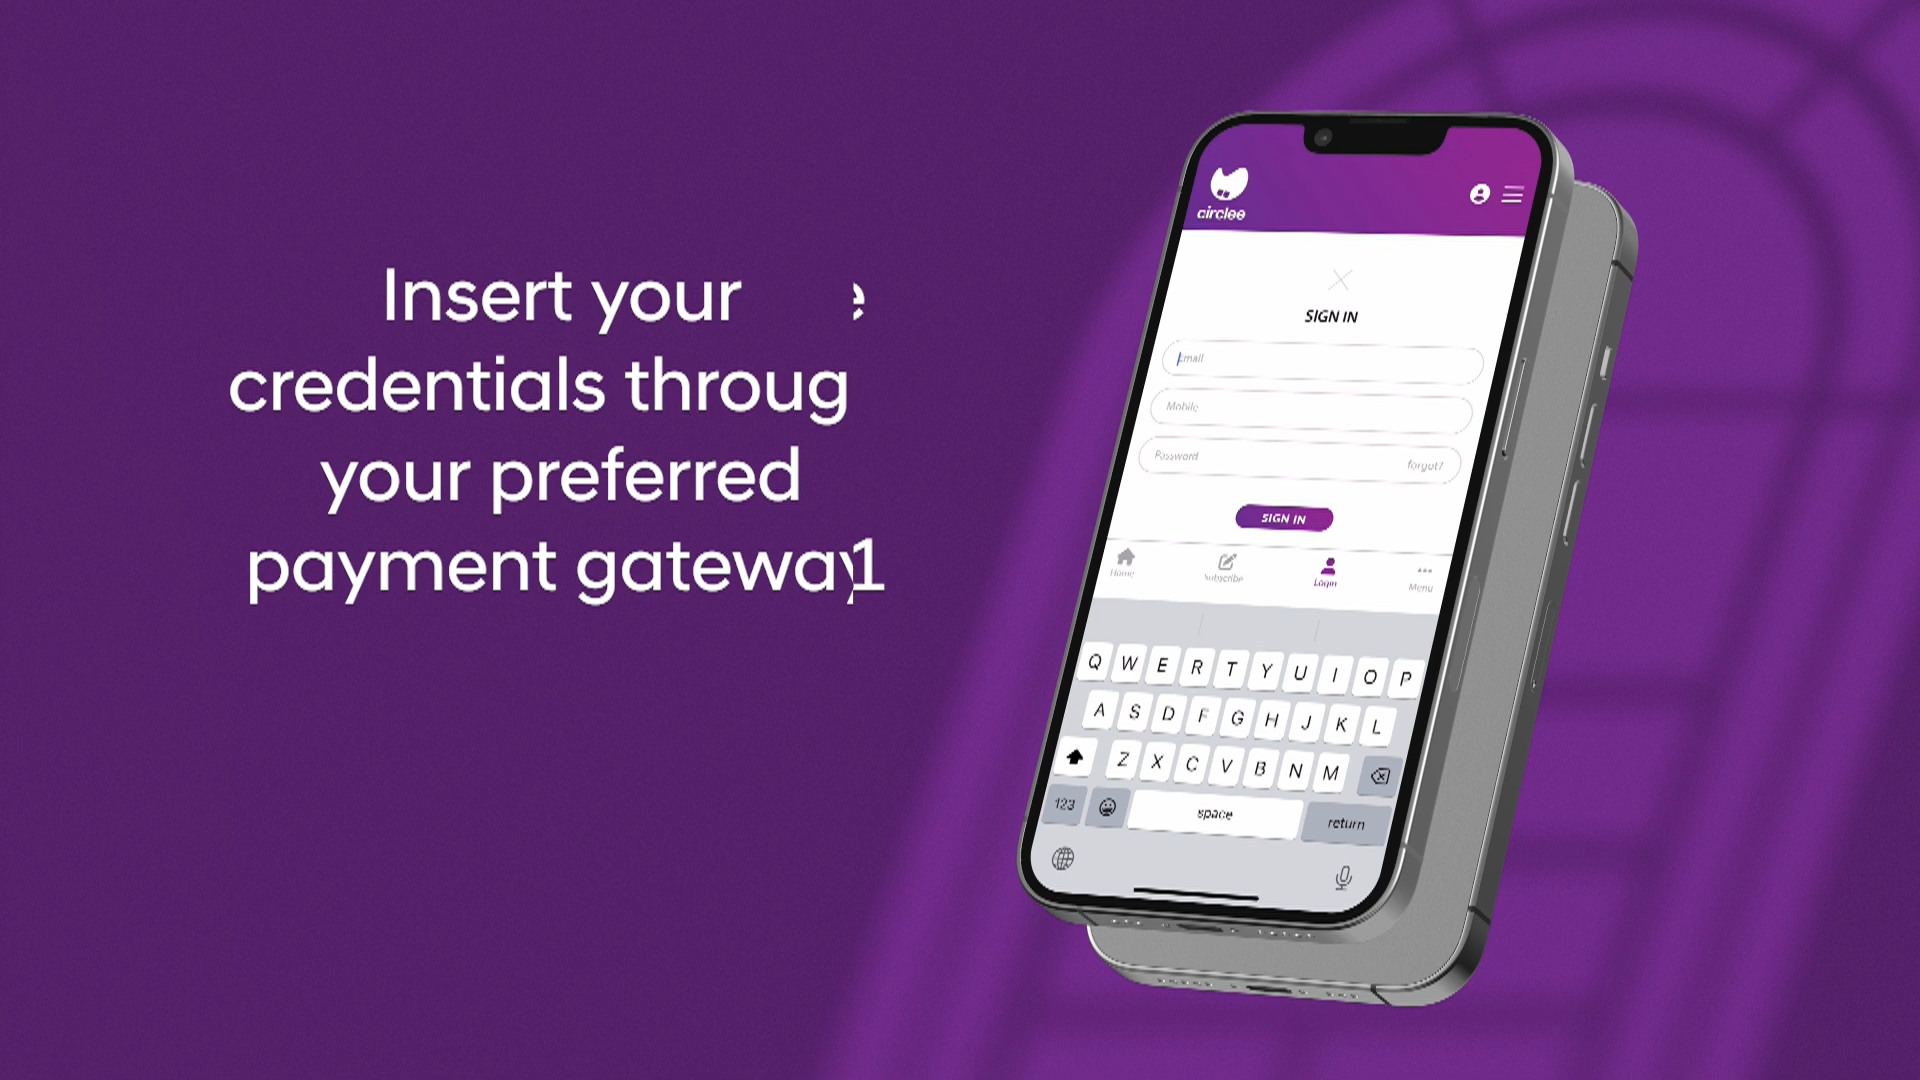 Insert your e
credentials throug
your preferred
payment gateway1
circlee
SIGN IN
Email
Mobile
Password forgot?
SIGN IN
Home Subscribe Login Menu
Q W E R T Y U I O P
A S D F G H J K L
Z X C V B N M
123 space return